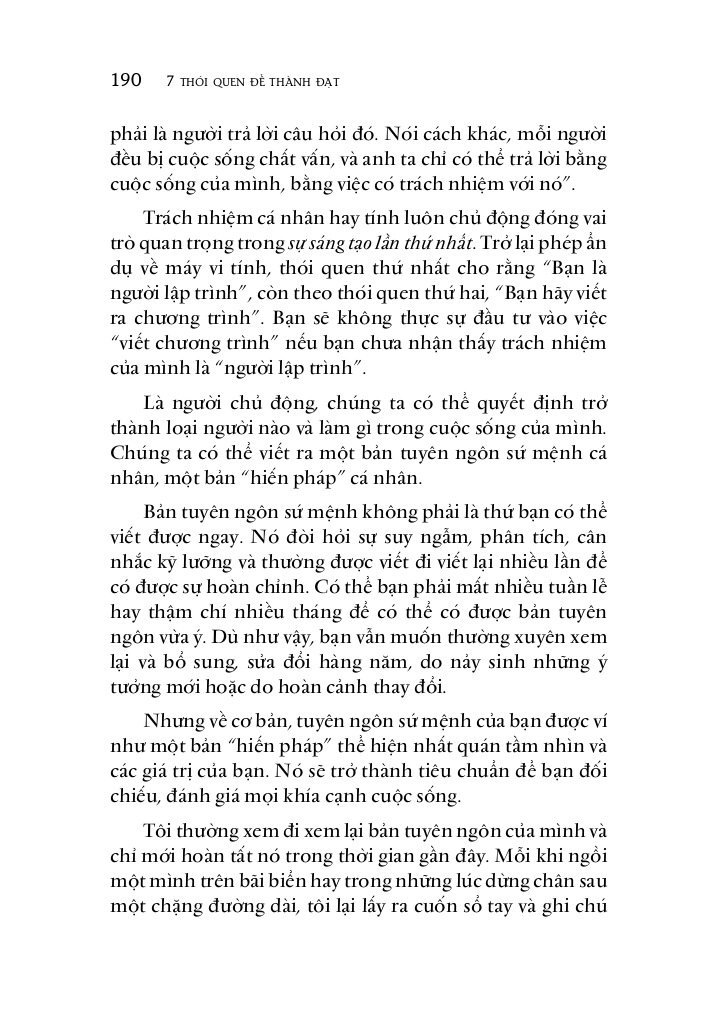 190 7 THÓI QUEN ĐỂ THÀNH ĐẠT
phải là người trả lời câu hỏi đó. Nói cách khác, mỗi người
đều bị cuộc sống chất vấn, và anh ta chỉ có thể trả lời bằng
cuộc sống của mình, bằng việc có trách nhiệm với nó”.
Trách nhiệm cá nhân hay tính luôn chủ động đóng vai
trò quan trọng trong sự sáng tạo lần thứ nhất. Trở lại phép ẩn
dụ về máy vi tính, thói quen thứ nhất cho rằng “Bạn là
người lập trình”, còn theo thói quen thứ hai, “Bạn hãy viết
ra chương trình”. Bạn sẽ không thực sự đầu tư vào việc
“viết chương trình” nếu bạn chưa nhận thấy trách nhiệm
của mình là “người lập trình”.
Là người chủ động, chúng ta có thể quyết định trở
thành loại người nào và làm gì trong cuộc sống của mình.
Chúng ta có thể viết ra một bản tuyên ngôn sứ mệnh cá
nhân, một bản “hiến pháp” cá nhân.
Bản tuyên ngôn sứ mệnh không phải là thứ bạn có thể
viết được ngay. Nó đòi hỏi sự suy ngẫm, phân tích, cân
nhắc kỹ lưỡng và thường được viết đi viết lại nhiều lần để
có được sự hoàn chỉnh. Có thể bạn phải mất nhiều tuần lễ
hay thậm chí nhiều tháng để có thể có được bản tuyên
ngôn vừa ý. Dù như vậy, bạn vẫn muốn thường xuyên xem
lại và bổ sung, sửa đổi hàng năm, do nảy sinh những ý
tưởng mới hoặc do hoàn cảnh thay đổi.
Nhưng về cơ bản, tuyên ngôn sứ mệnh của bạn được ví
như một bản “hiến pháp” thể hiện nhất quán tầm nhìn và
các giá trị của bạn. Nó sẽ trở thành tiêu chuẩn để bạn đối
chiếu, đánh giá mọi khía cạnh cuộc sống.
Tôi thường xem đi xem lại bản tuyên ngôn của mình và
chỉ mới hoàn tất nó trong thời gian gần đây. Mỗi khi ngồi
một mình trên bãi biển hay trong những lúc dừng chân sau
một chặng đường dài, tôi lại lấy ra cuốn sổ tay và ghi chú